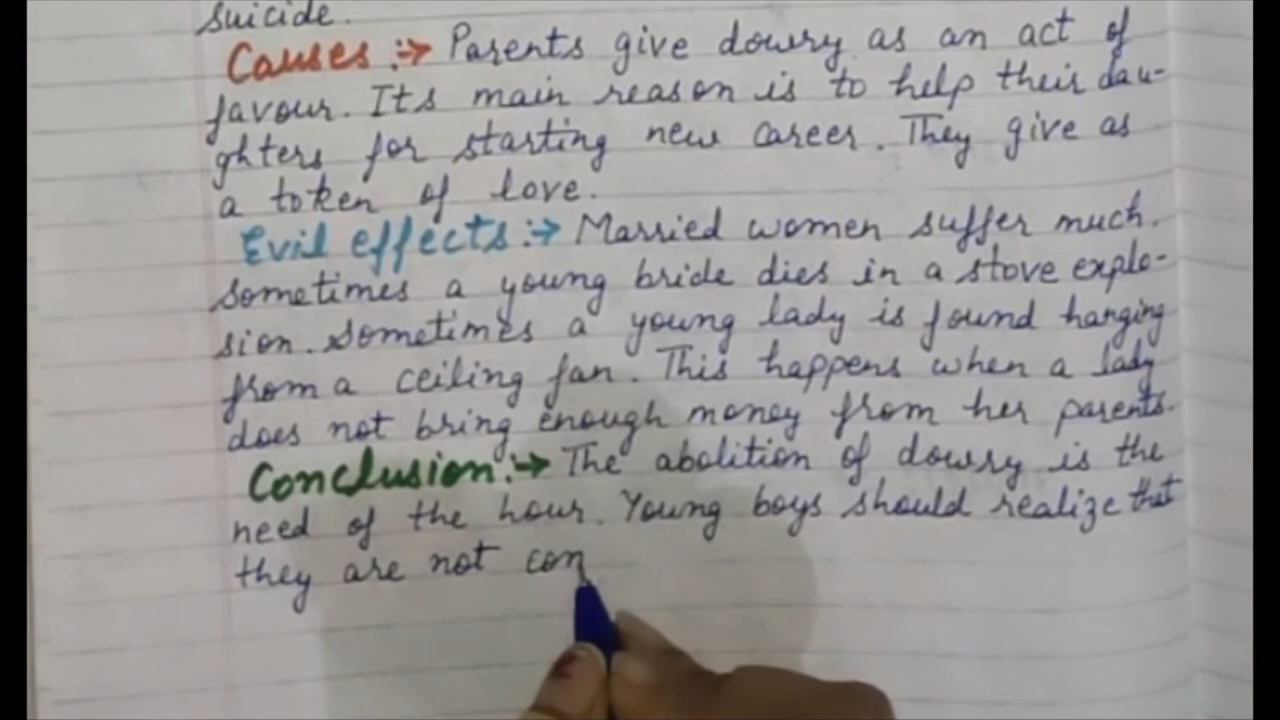 suicide.
Causes :→ Parents give dowry as an act of
favour. Its main reason is to help their dau-
ghters for starting new career. They give as
a token of love.
Evil effects :→ Married women suffer much.
Sometimes a young bride dies in a stove explo-
sion. Sometimes a young lady is found hanging
from a ceiling fan. This happens when a lady
does not bring enough money from her parents.
Conclusion :→ The abolition of dowry is the
need of the hour. Young boys should realize that
they are not con